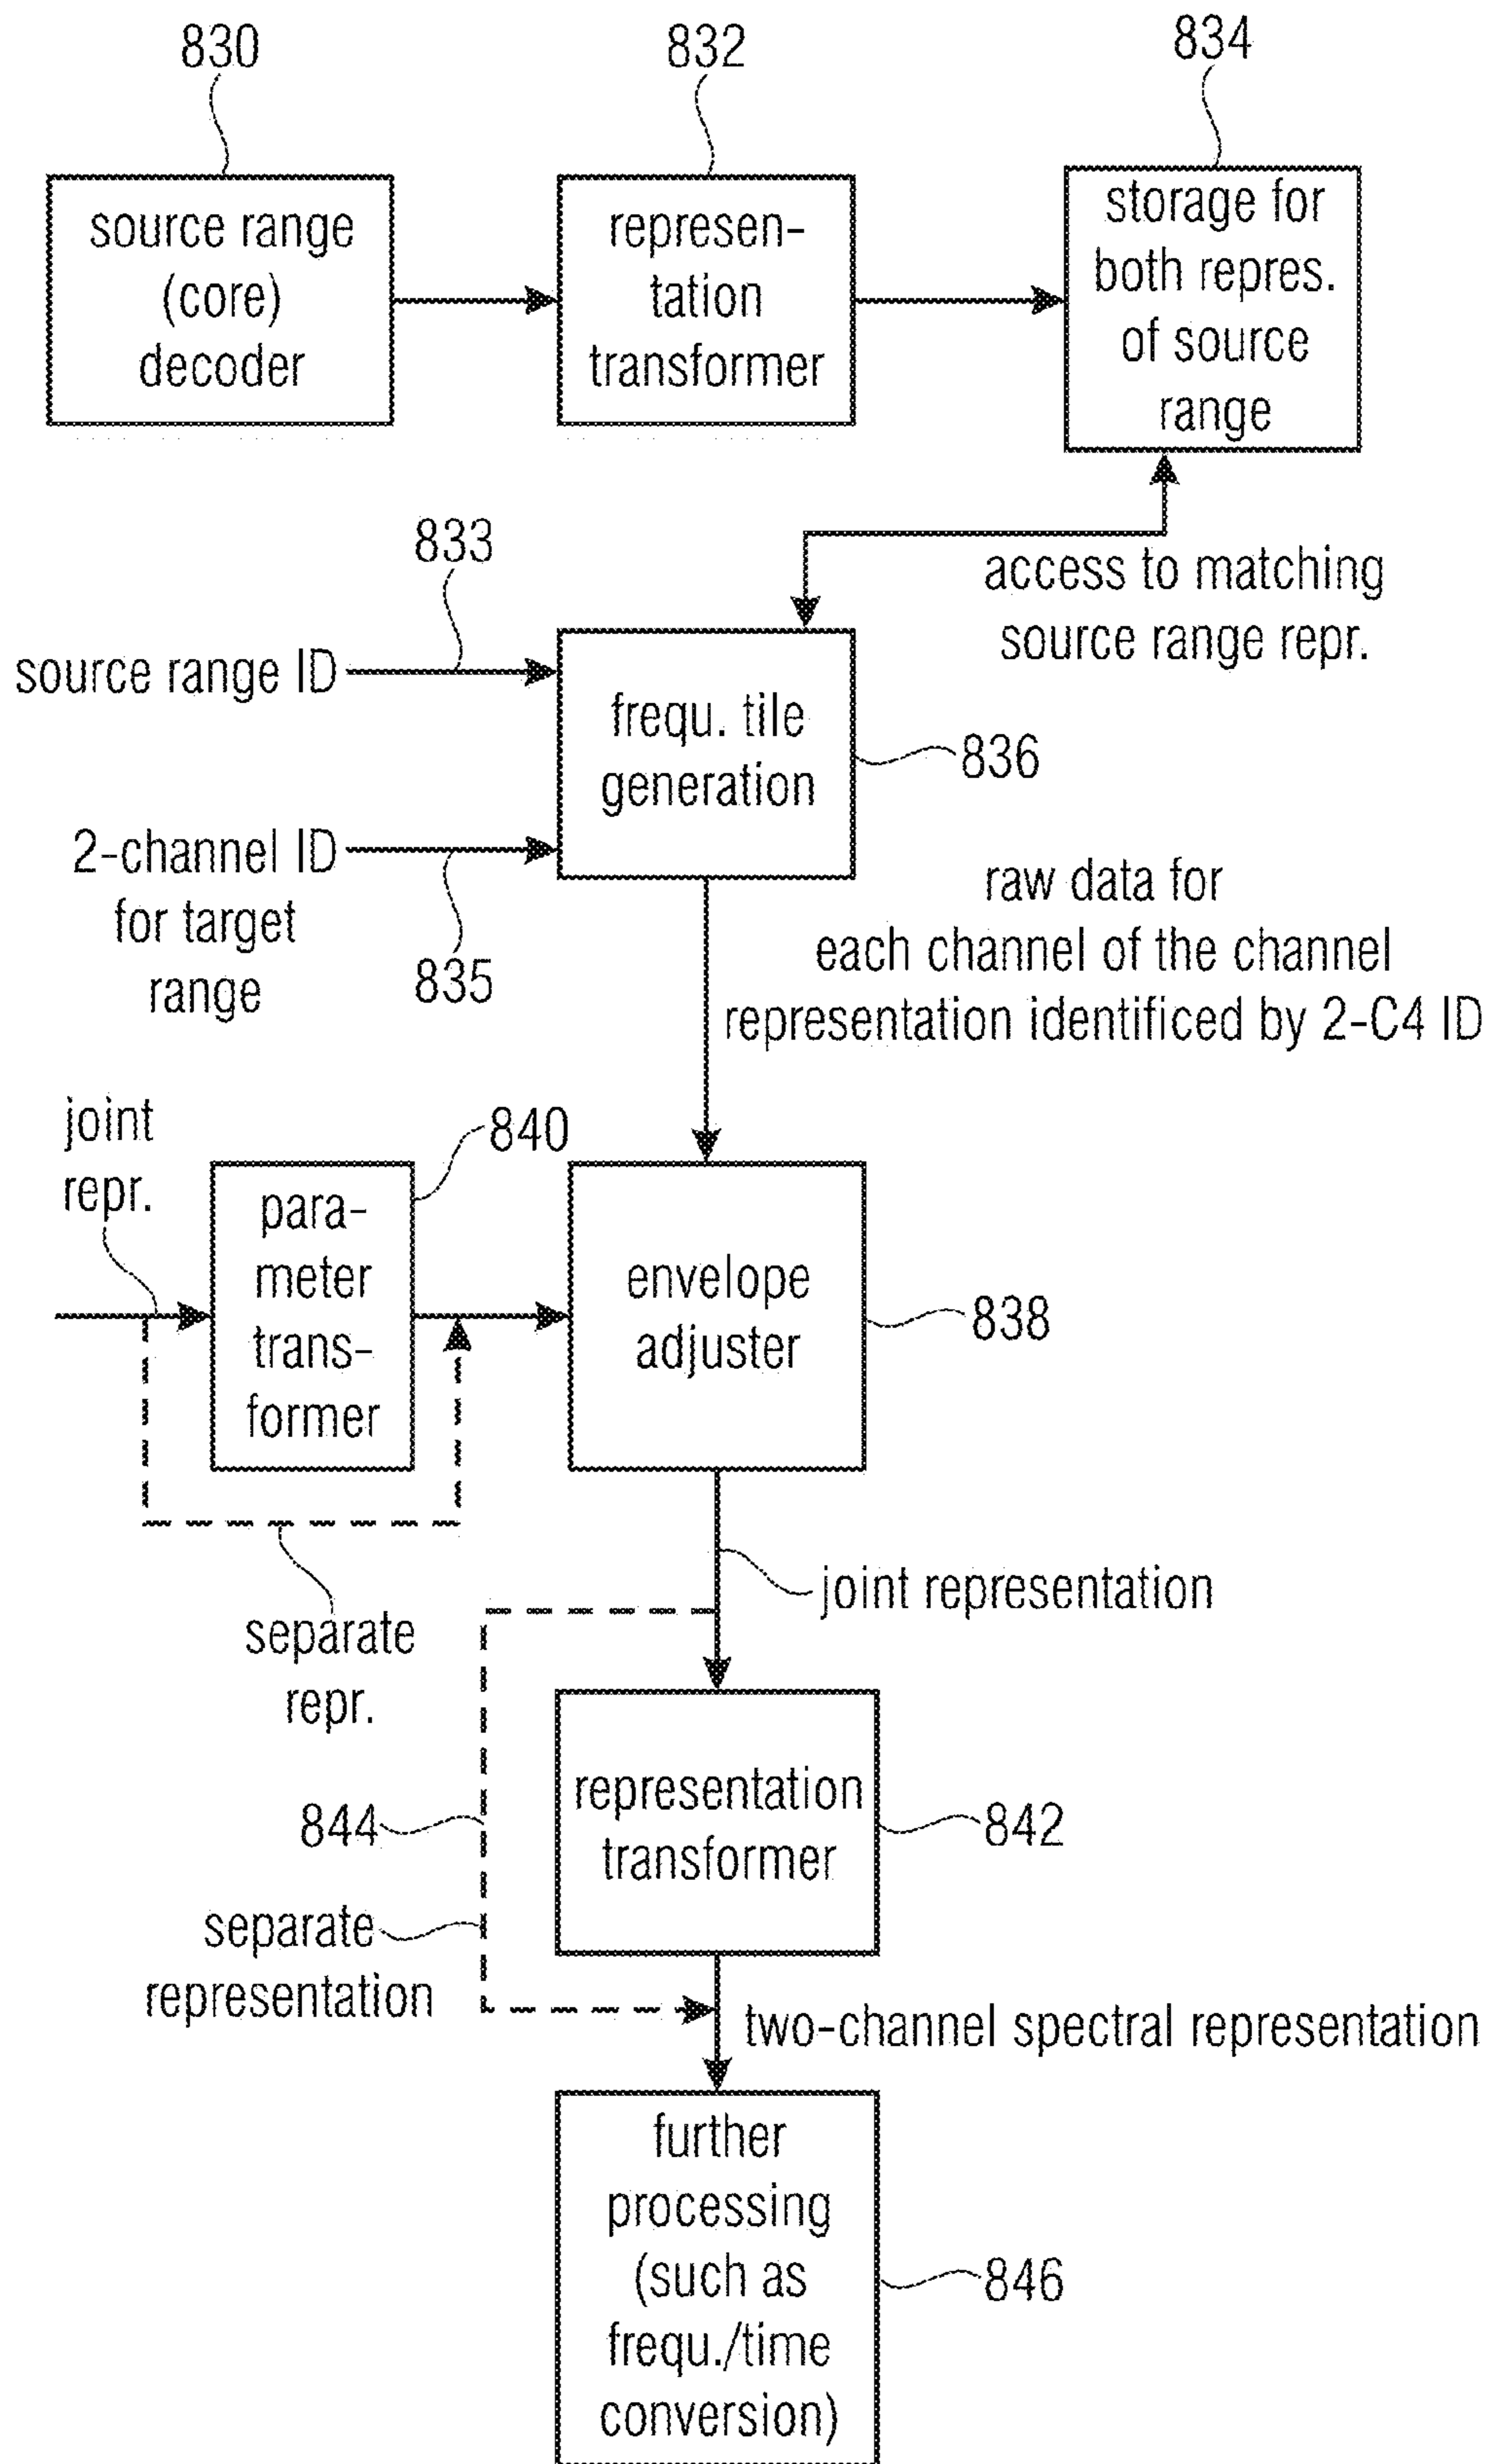 830
832
834
source range
(core)
decoder
represen-
tation
transformer
storage for
both repres.
of source
range
833
access to matching
source range repr.
source range ID
frequ. tile
generation
836
2-channel ID
for target
range
835
raw data for
each channel of the channel
representation identificed by 2-C4 ID
joint
repr.
840
para-
meter
trans-
former
envelope
adjuster
838
separate
repr.
joint representation
representation
transformer
842
844
separate
representation
two-channel spectral representation
further
processing
(such as
frequ./time
conversion)
846